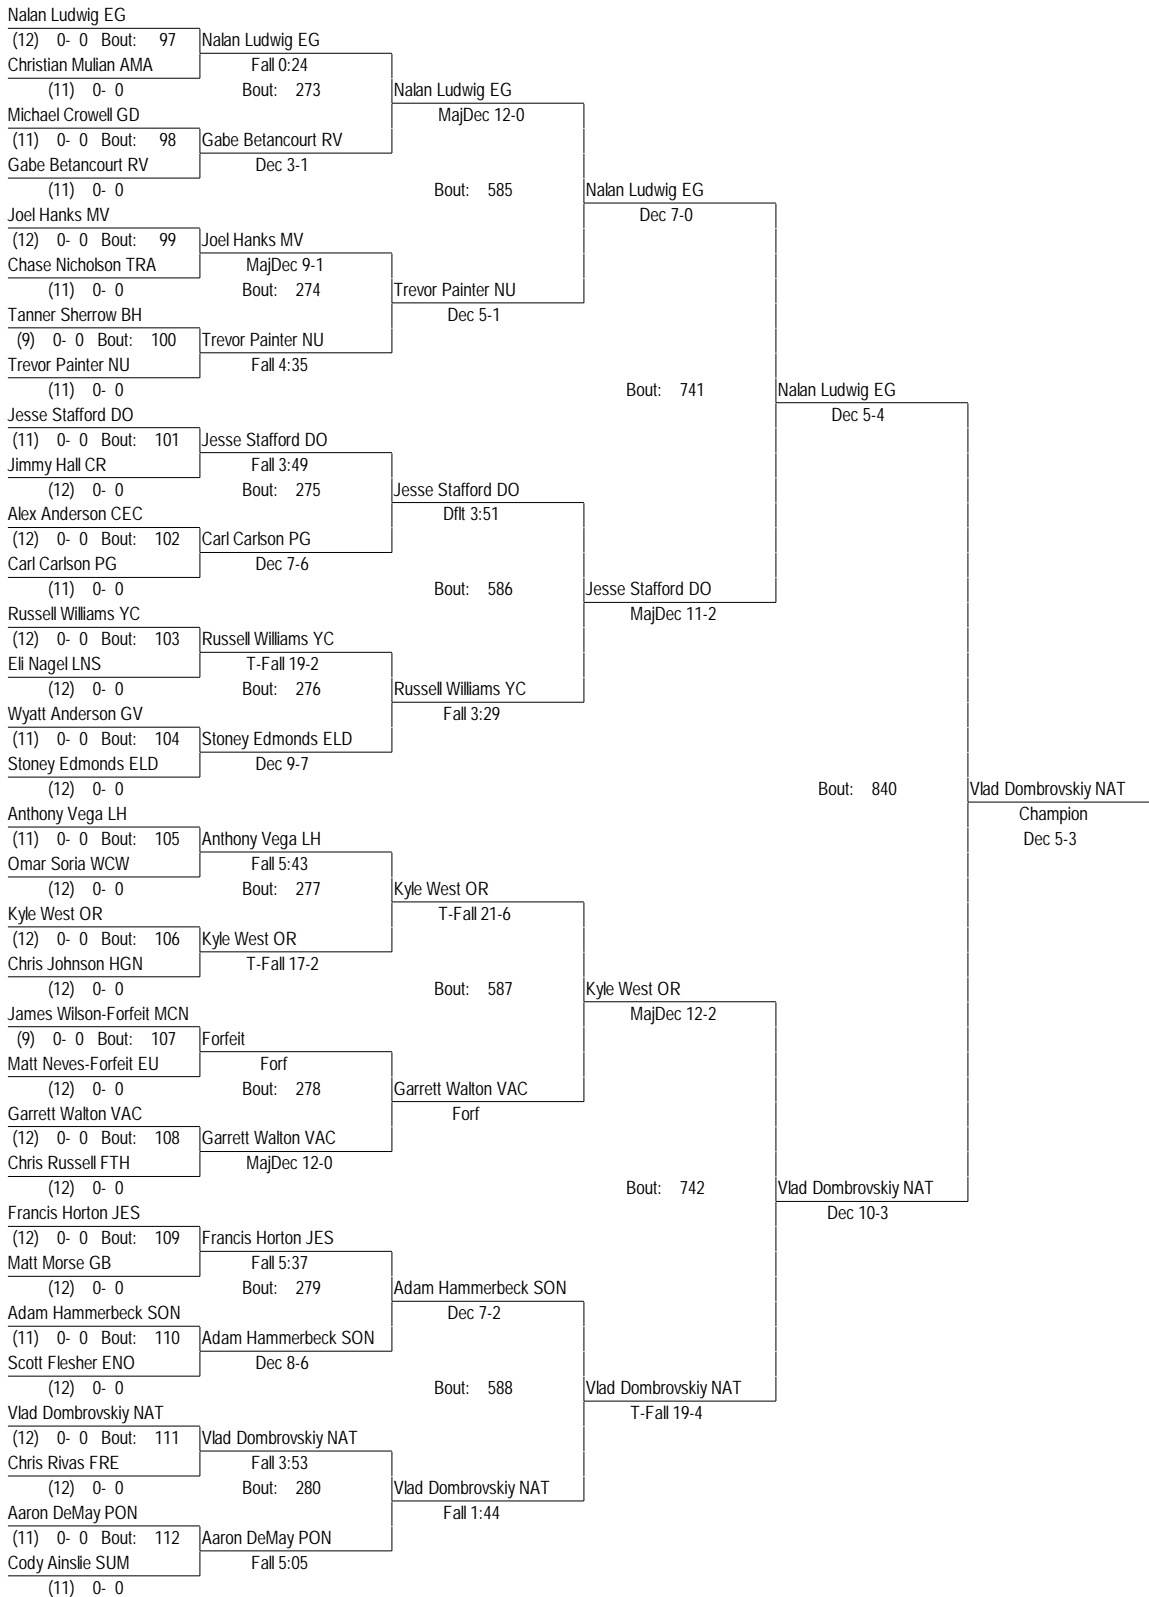 Nalan Ludwig EG
(12) 0- 0 Bout: 97 Nalan Ludwig EG
Christian Mulian AMA Fall 0:24
(11) 0- 0 Bout: 273 Nalan Ludwig EG
Michael Crowell GD MajDec 12-0
(11) 0- 0 Bout: 98 Gabe Betancourt RV
Gabe Betancourt RV Dec 3-1
(11) 0- 0 Bout: 585 Nalan Ludwig EG
Joel Hanks MV Dec 7-0
(12) 0- 0 Bout: 99 Joel Hanks MV
Chase Nicholson TRA MajDec 9-1
(11) 0- 0 Bout: 274 Trevor Painter NU
Tanner Sherrow BH Dec 5-1
(9) 0- 0 Bout: 100 Trevor Painter NU
Trevor Painter NU Fall 4:35
(11) 0- 0 Bout: 741 Nalan Ludwig EG
Jesse Stafford DO Dec 5-4
(11) 0- 0 Bout: 101 Jesse Stafford DO
Jimmy Hall CR Fall 3:49
(12) 0- 0 Bout: 275 Jesse Stafford DO
Alex Anderson CEC Dflt 3:51
(12) 0- 0 Bout: 102 Carl Carlson PG
Carl Carlson PG Dec 7-6
(11) 0- 0 Bout: 586 Jesse Stafford DO
Russell Williams YC MajDec 11-2
(12) 0- 0 Bout: 103 Russell Williams YC
Eli Nagel LNS T-Fall 19-2
(12) 0- 0 Bout: 276 Russell Williams YC
Wyatt Anderson GV Fall 3:29
(11) 0- 0 Bout: 104 Stoney Edmonds ELD
Stoney Edmonds ELD Dec 9-7
(12) 0- 0 Bout: 840 Vlad Dombrovskiy NAT
Anthony Vega LH Champion
(11) 0- 0 Bout: 105 Anthony Vega LH Dec 5-3
Omar Soria WCW Fall 5:43
(12) 0- 0 Bout: 277 Kyle West OR
Kyle West OR T-Fall 21-6
(12) 0- 0 Bout: 106 Kyle West OR
Chris Johnson HGN T-Fall 17-2
(12) 0- 0 Bout: 587 Kyle West OR
James Wilson-Forfeit MCN MajDec 12-2
(9) 0- 0 Bout: 107 Forfeit
Matt Neves-Forfeit EU Forf
(12) 0- 0 Bout: 278 Garrett Walton VAC
Garrett Walton VAC Forf
(12) 0- 0 Bout: 108 Garrett Walton VAC
Chris Russell FTH MajDec 12-0
(12) 0- 0 Bout: 742 Vlad Dombrovskiy NAT
Francis Horton JES Dec 10-3
(12) 0- 0 Bout: 109 Francis Horton JES
Matt Morse GB Fall 5:37
(12) 0- 0 Bout: 279 Adam Hammerbeck SON
Adam Hammerbeck SON Dec 7-2
(11) 0- 0 Bout: 110 Adam Hammerbeck SON
Scott Flesher ENO Dec 8-6
(12) 0- 0 Bout: 588 Vlad Dombrovskiy NAT
Vlad Dombrovskiy NAT T-Fall 19-4
(12) 0- 0 Bout: 111 Vlad Dombrovskiy NAT
Chris Rivas FRE Fall 3:53
(12) 0- 0 Bout: 280 Vlad Dombrovskiy NAT
Aaron DeMay PON Fall 1:44
(11) 0- 0 Bout: 112 Aaron DeMay PON
Cody Ainslie SUM Fall 5:05
(11) 0- 0